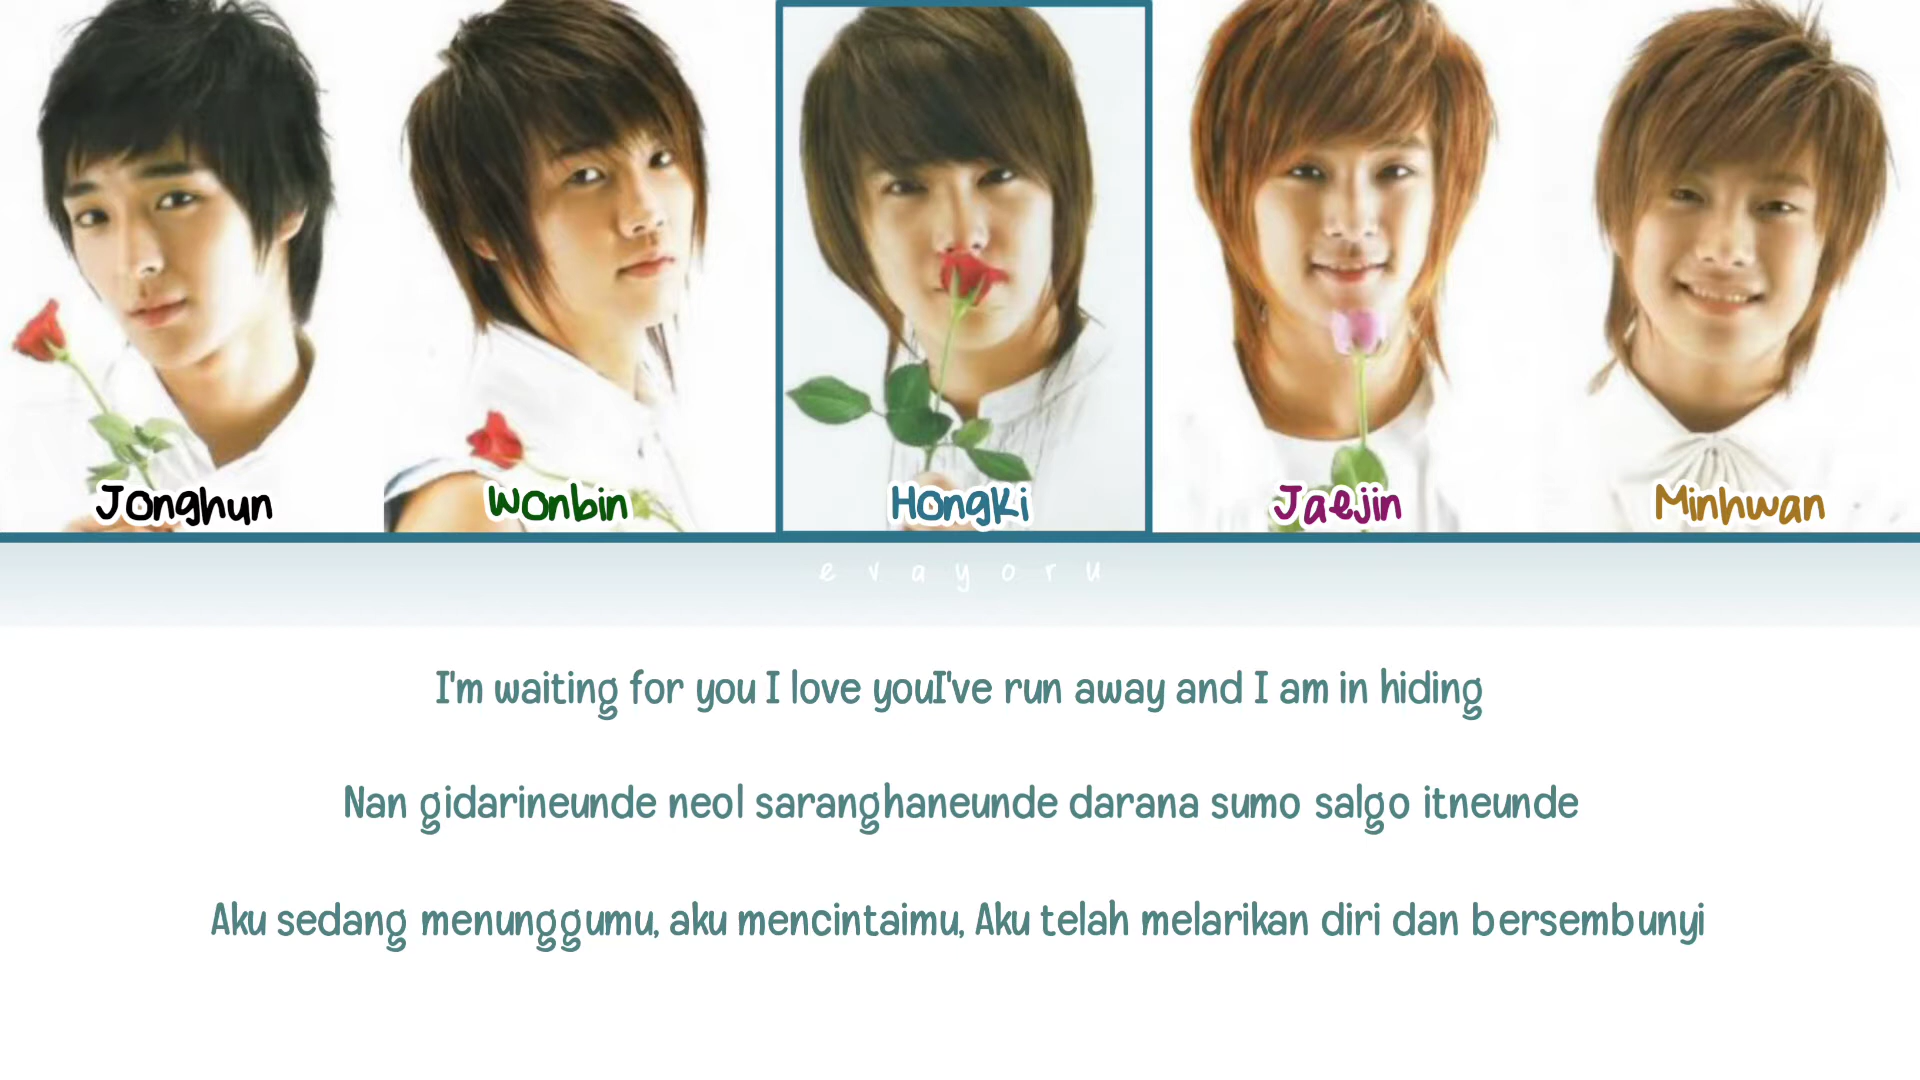 Jonghun
Wonbin
HongKi
Jaejin
Minhwan
evayoru
I'm waiting for you I love youI've run away and I am in hiding
Nan gidarineunde neol saranghaneunde darana sumo salgo itneunde
Aku sedang menunggumu, aku mencintaimu, Aku telah melarikan diri dan bersembunyi